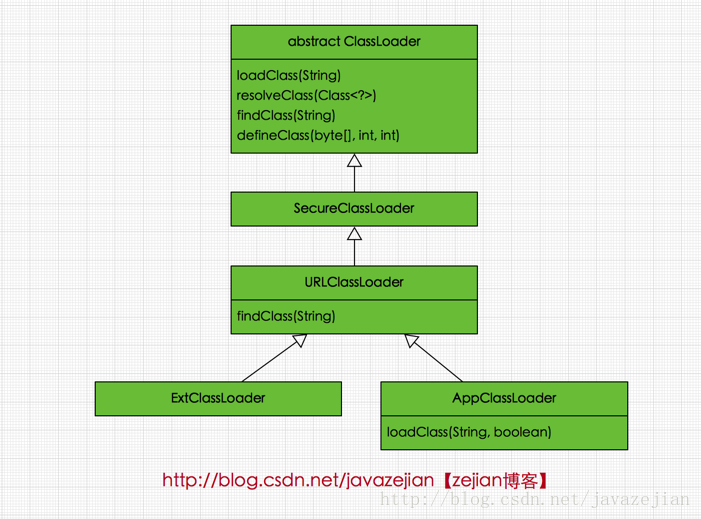 abstract ClassLoader
loadClass(String)
resolveClass(Class<?>)
findClass(String)
defineClass(byte[], int, int)
SecureClassLoader
URLClassLoader
findClass(String)
ExtClassLoader
AppClassLoader
loadClass(String, boolean)
http://blog.csdn.net/javazejian【zejian博客】
http://blog.csdn.net/javazejian